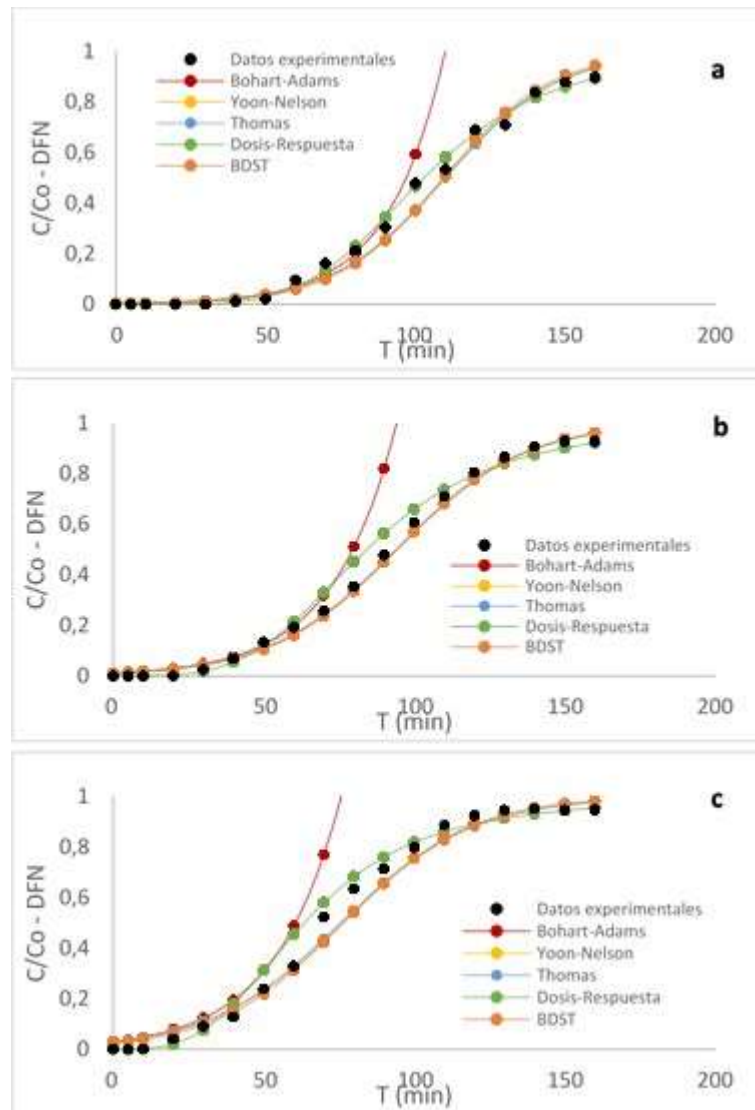 a
C/Co - DFN
1
0,8
0,6
0,4
0,2
0
Datos experimentales
Bohart-Adams
Yoon-Nelson
Thomas
Dosis-Respuesta
BDST
0 50 100 150 200
T (min)
b
C/Co - DFN
1
0,8
0,6
0,4
0,2
0
Datos experimentales
Bohart-Adams
Yoon-Nelson
Thomas
Dosis-Respuesta
BDST
0 50 100 150 200
T (min)
c
C/Co - DFN
1
0,8
0,6
0,4
0,2
0
Datos experimentales
Bohart-Adams
Yoon-Nelson
Thomas
Dosis-Respuesta
BDST
0 50 100 150 200
T (min)